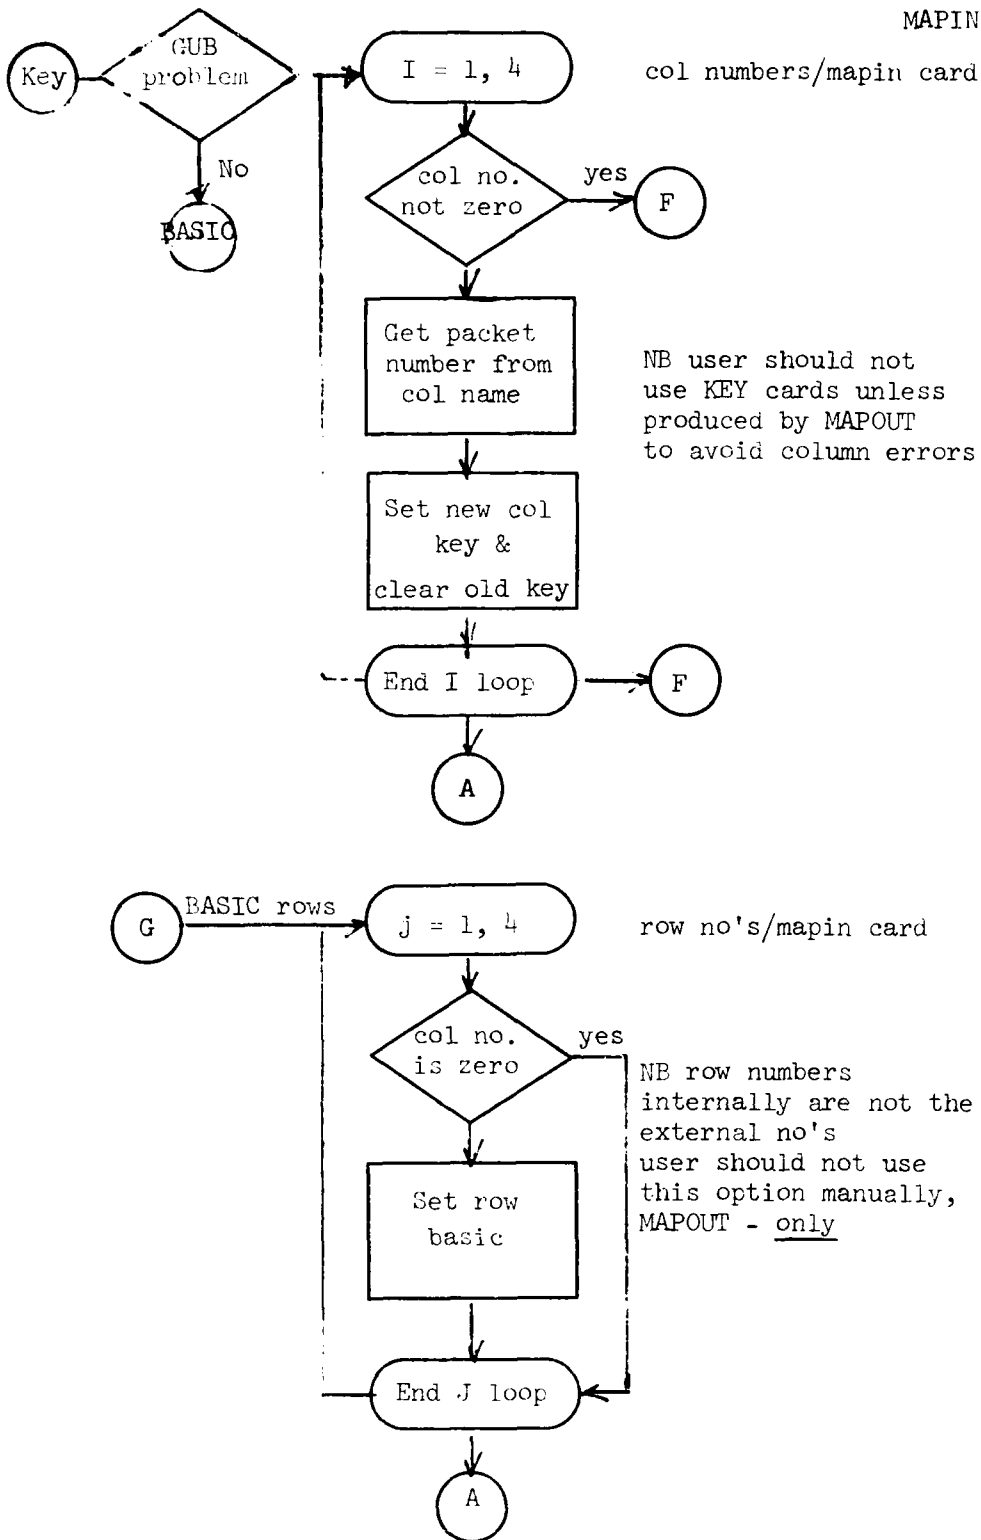 MAPIN
Key
GUB
problem
No
BASIC
I = 1, 4
col numbers/mapin card
col no.
not zero
yes
F
Get packet
number from
col name
NB user should not
use KEY cards unless
produced by MAPOUT
to avoid column errors
Set new col
key &
clear old key
End I loop
F
A
G
BASIC rows
j = 1, 4
row no's/mapin card
col no.
is zero
yes
NB row numbers
internally are not the
external no's
user should not use
this option manually,
MAPOUT - only
Set row
basic
End J loop
A